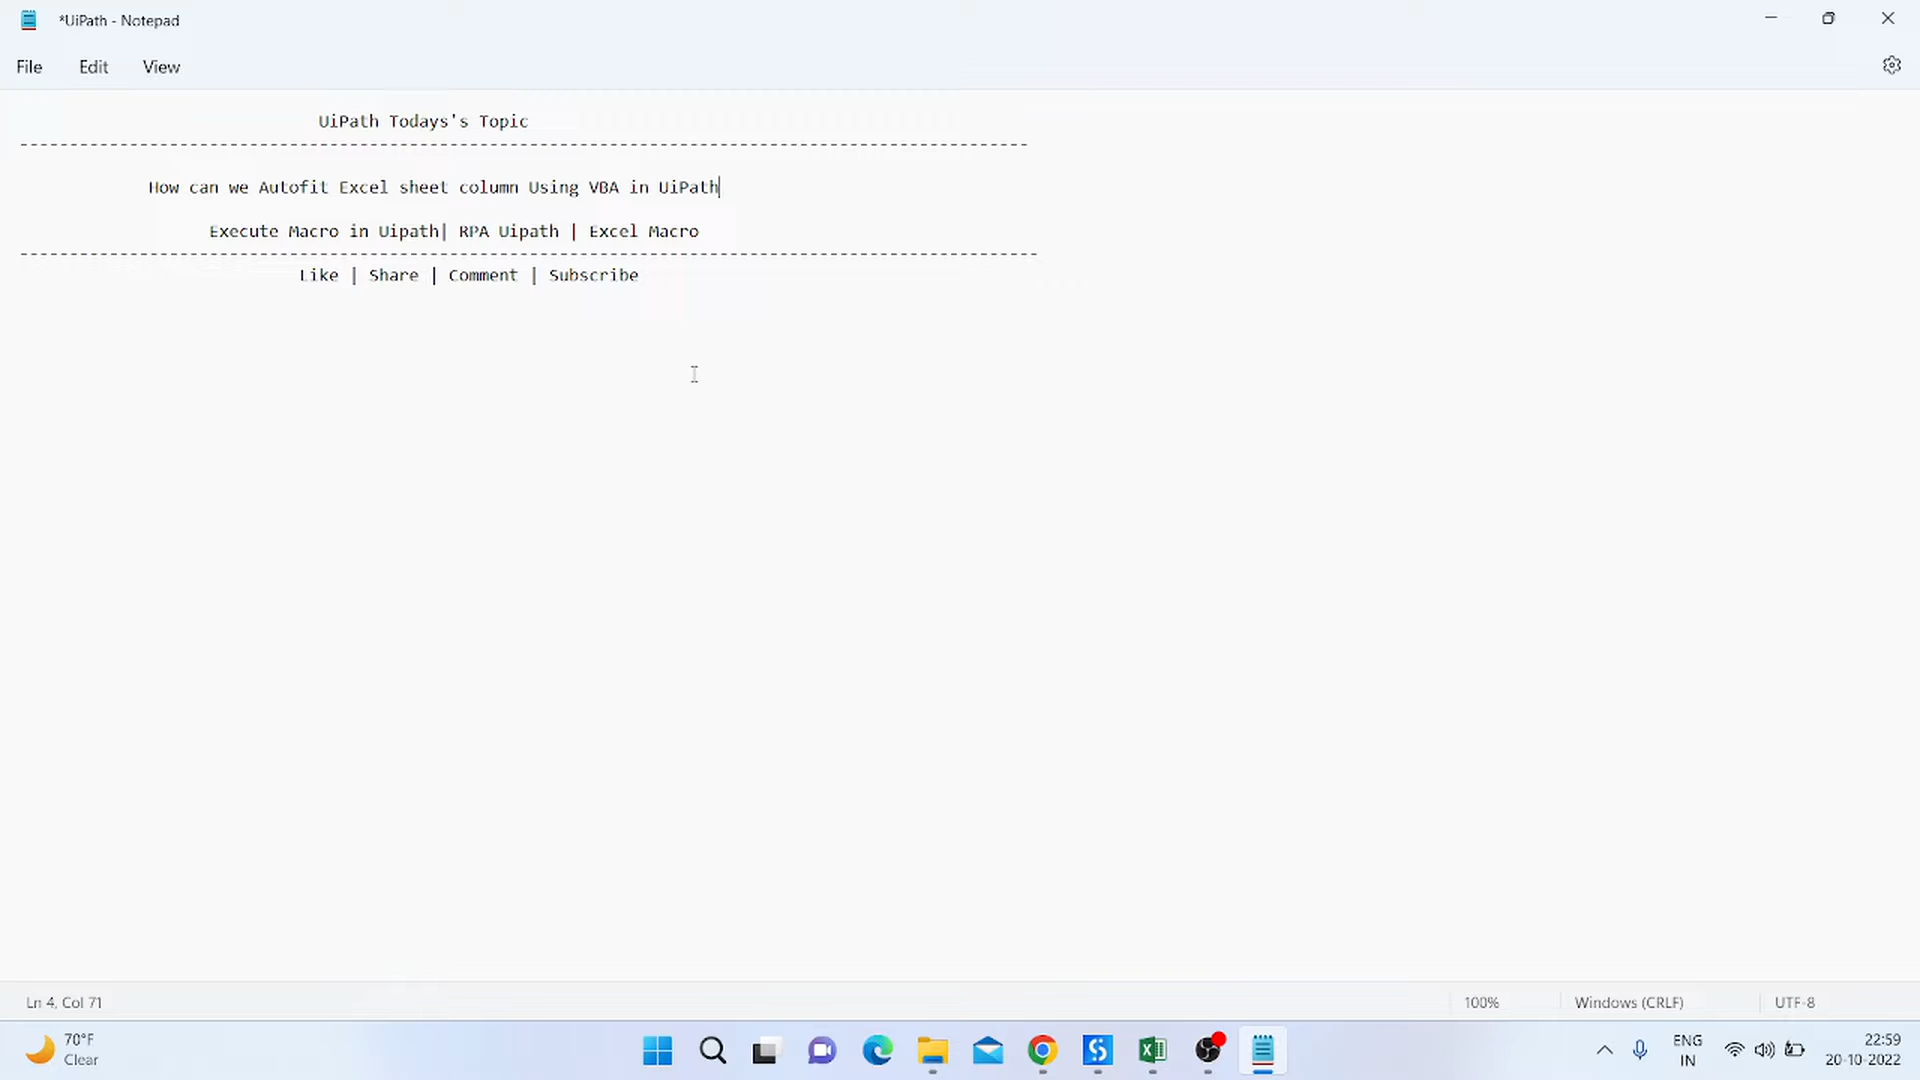 *UiPath - Notepad
File Edit View
UiPath Todays's Topic
-----------------------------------------------------------------------------------------------------
How can we Autofit Excel sheet column Using VBA in UiPath
Execute Macro in Uipath| RPA Uipath | Excel Macro
------------------------------------------------------------------------------------------------------
Like | Share | Comment | Subscribe
Ln 4, Col 71 100% Windows (CRLF) UTF-8
70°F
Clear
ENG
IN
22:59
20-10-2022